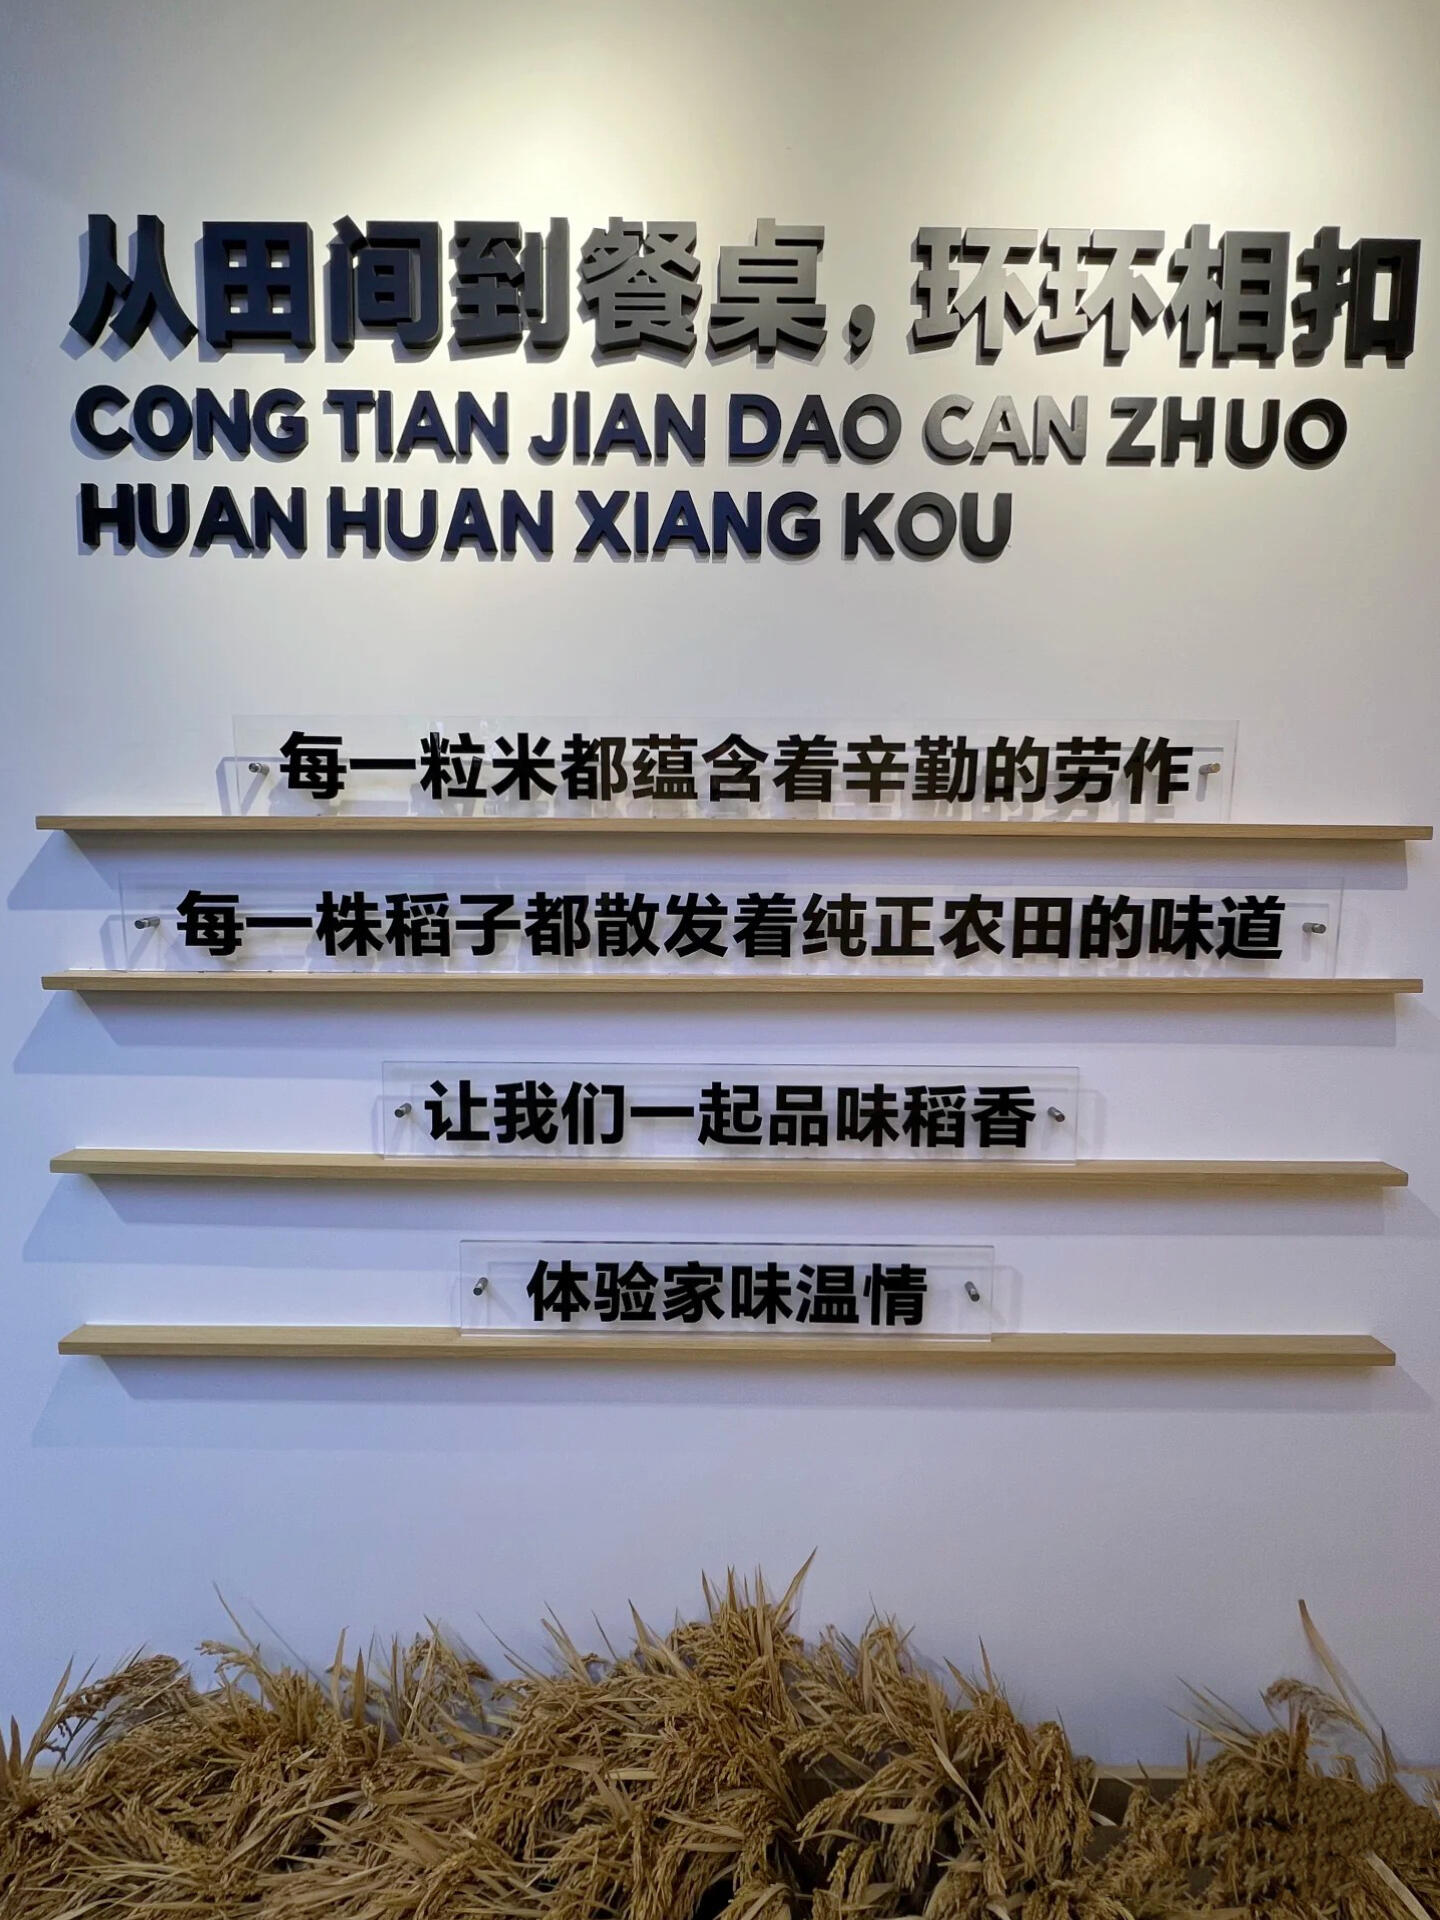 从田间到餐桌，环环相扣
CONG TIAN JIAN DAO CAN ZHUO
HUAN HUAN XIANG KOU
每一粒米都蕴含着辛勤的劳作
每一株稻子都散发着纯正农田的味道
让我们一起品味稻香
体验家味温情